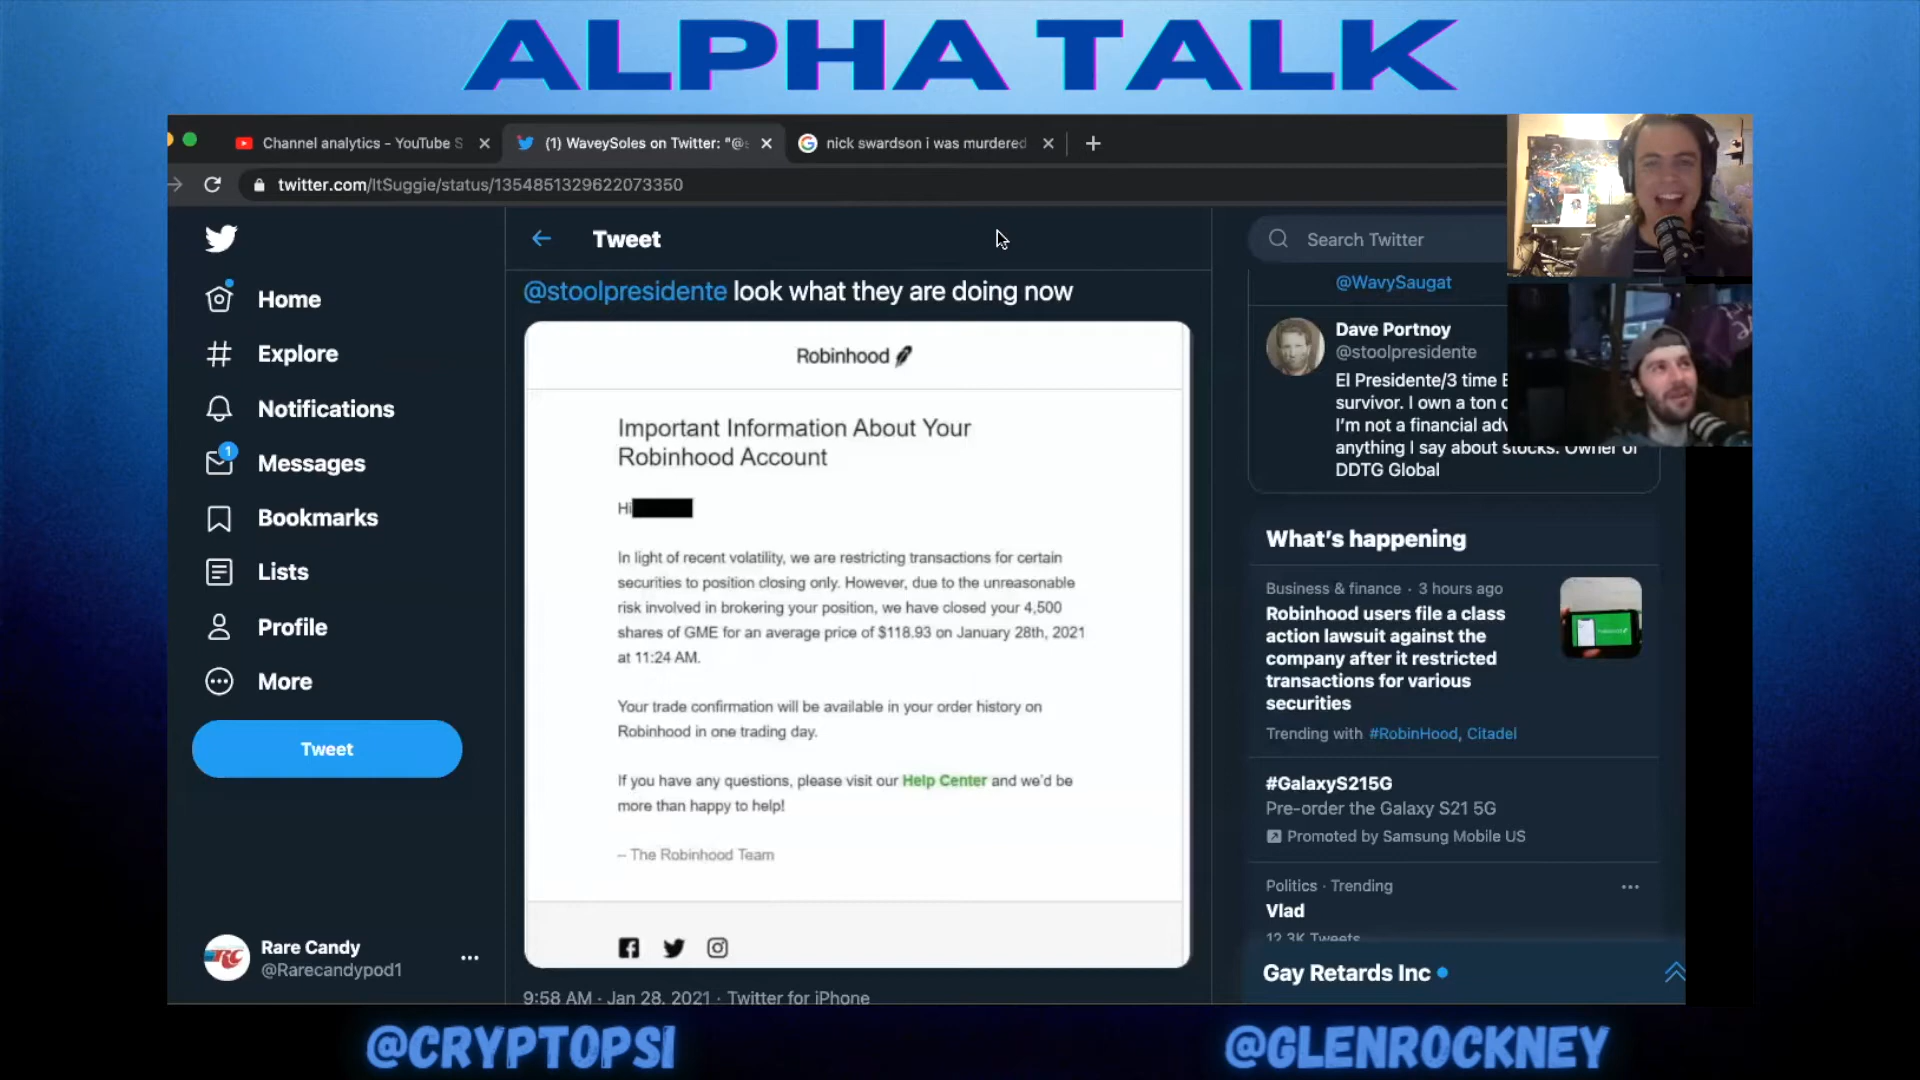 ALPHA TALK
Channel analytics - YouTube S
(1) WaveySoles on Twitter: "@s
nick swardson i was murdered
twitter.com/ItSuggie/status/1354851329622073350
Home
Explore
Notifications
1
Messages
Bookmarks
Lists
Profile
More
Tweet
Rare Candy
@Rarecandypod1
Tweet
@stoolpresidente look what they are doing now
Robinhood
Important Information About Your
Robinhood Account
Hi
In light of recent volatility, we are restricting transactions for certain
securities to position closing only. However, due to the unreasonable
risk involved in brokering your position, we have closed your 4,500
shares of GME for an average price of $118.93 on January 28th, 2021
at 11:24 AM.
Your trade confirmation will be available in your order history on
Robinhood in one trading day.
If you have any questions, please visit our Help Center and we'd be
more than happy to help!
– The Robinhood Team
9:58 AM · Jan 28, 2021 · Twitter for iPhone
Search Twitter
@WavySaugat
Dave Portnoy
@stoolpresidente
El Presidente/3 time
survivor. I own a ton
I'm not a financial adv
anything I say about stocks. Owner of
DDTG Global
What's happening
Business & finance · 3 hours ago
Robinhood users file a class
action lawsuit against the
company after it restricted
transactions for various
securities
Trending with #RobinHood, Citadel
#GalaxyS215G
Pre-order the Galaxy S21 5G
Promoted by Samsung Mobile US
Politics · Trending
Vlad
12.3K Tweets
Gay Retards Inc
@CRYPTOPSI
@GLENROCKNEY